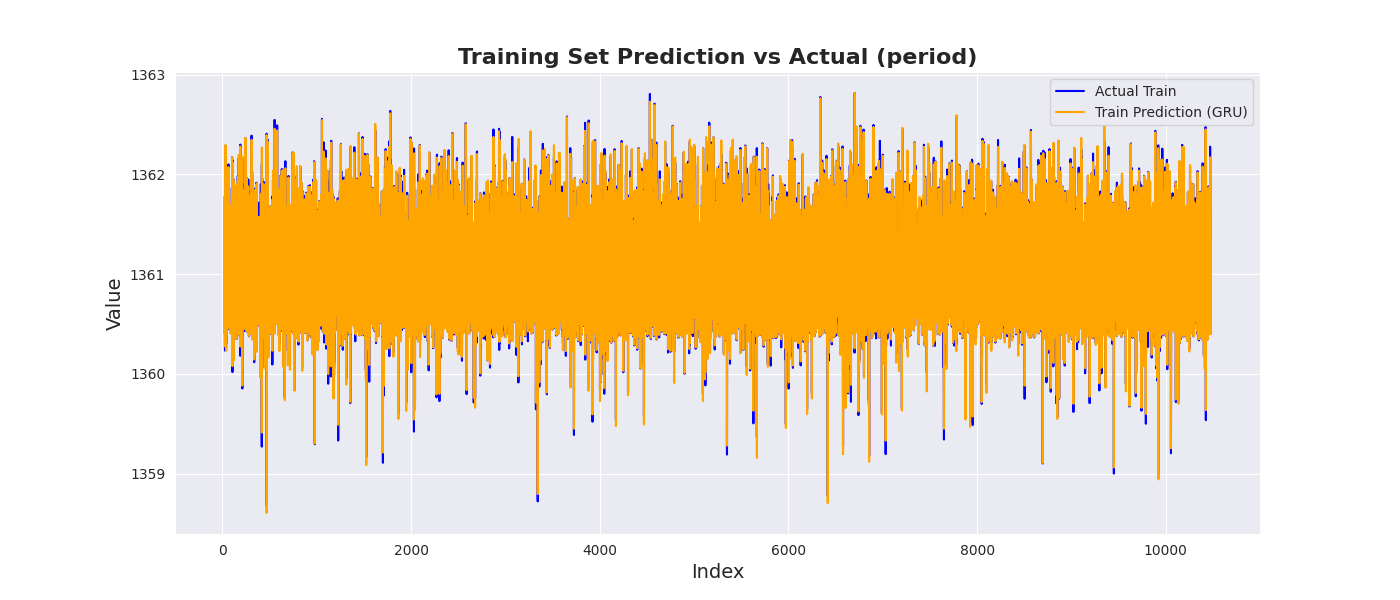 Training Set Prediction vs Actual (period)
Actual Train
Train Prediction (GRU)
1363
1362
1361
1360
1359
Value
0 2000 4000 6000 8000 10000
Index